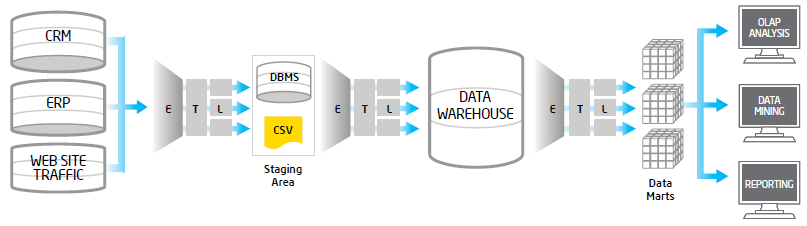 CRM
ERP
WEB SITE
TRAFFIC
E T L
DBMS
CSV
Staging
Area
E T L
DATA
WAREHOUSE
E T L
Data
Marts
OLAP
ANALYSIS
DATA
MINING
REPORTING